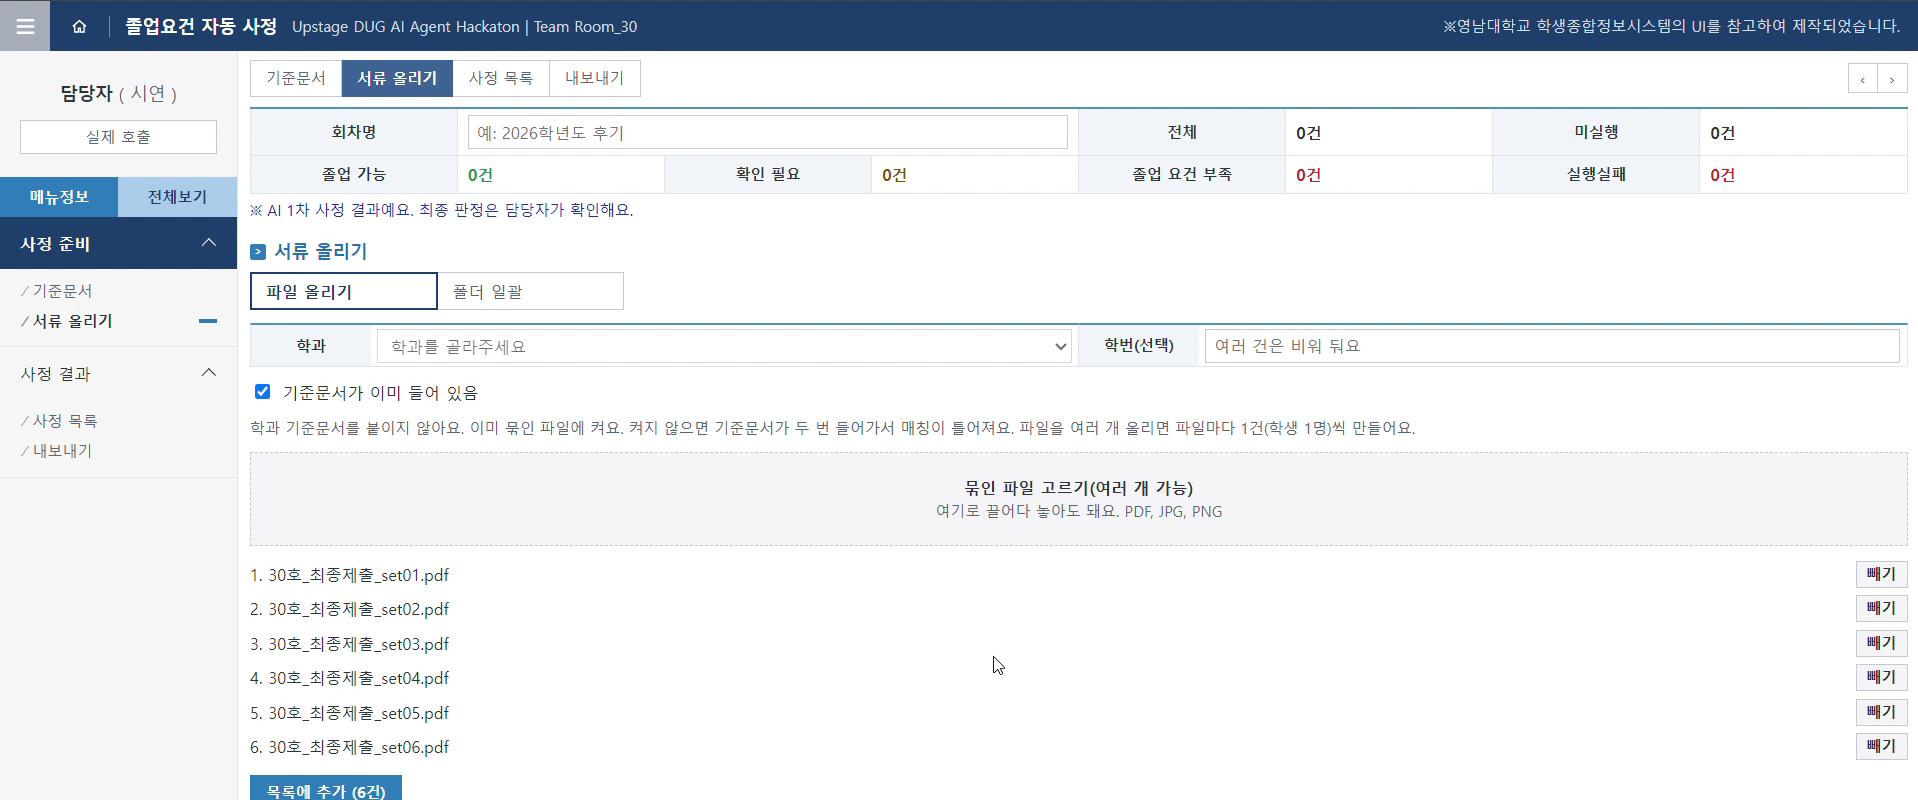 졸업요건 자동 사정 Upstage DUG AI Agent Hackaton | Team Room_30 ※영남대학교 학생종합정보시스템의 UI를 참고하여 제작되었습니다.
담당자 ( 시연 )
실제 호출
메뉴정보 전체보기
사정 준비
/ 기준문서
/ 서류 올리기
사정 결과
/ 사정 목록
/ 내보내기
기준문서 서류 올리기 사정 목록 내보내기
회차명 예: 2026학년도 후기 전체 0건 미실행 0건
졸업 가능 0건 확인 필요 0건 졸업 요건 부족 0건 실행실패 0건
※ AI 1차 사정 결과예요. 최종 판정은 담당자가 확인해요.
서류 올리기
파일 올리기 폴더 일괄
학과 학과를 골라주세요 학번(선택) 여러 건은 비워 둬요
기준문서가 이미 들어 있음
학과 기준문서를 붙이지 않아요. 이미 묶인 파일에 켜요. 켜지 않으면 기준문서가 두 번 들어가서 매칭이 틀어져요. 파일을 여러 개 올리면 파일마다 1건(학생 1명)씩 만들어요.
묶인 파일 고르기(여러 개 가능)
여기로 끌어다 놓아도 돼요. PDF, JPG, PNG
1. 30호_최종제출_set01.pdf 빼기
2. 30호_최종제출_set02.pdf 빼기
3. 30호_최종제출_set03.pdf 빼기
4. 30호_최종제출_set04.pdf 빼기
5. 30호_최종제출_set05.pdf 빼기
6. 30호_최종제출_set06.pdf 빼기
목록에 추가 (6건)